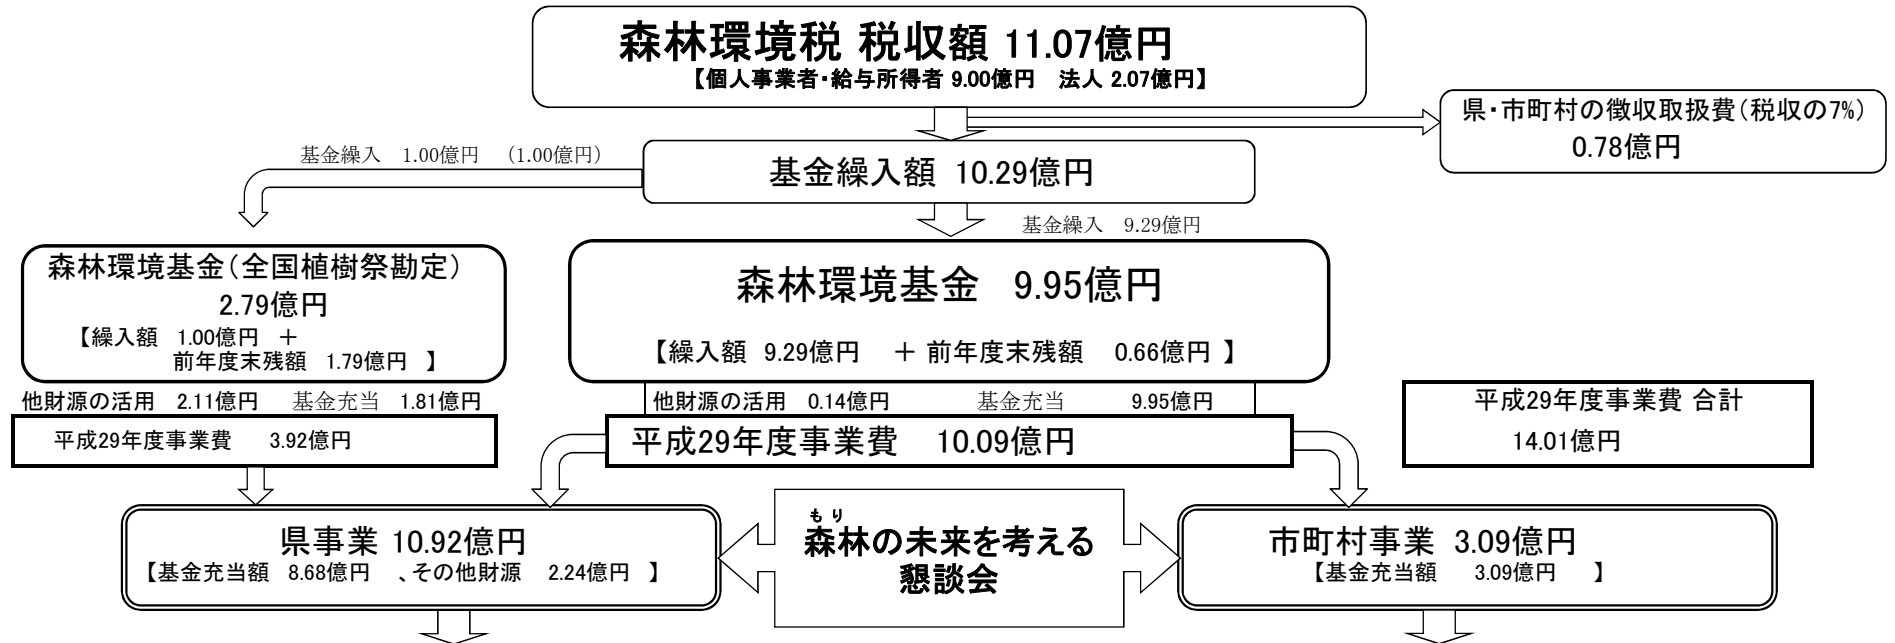 森林環境税 税収額 11.07億円
【個人事業者・給与所得者 9.00億円　法人 2.07億円】
県・市町村の徴収取扱費（税収の7%）
0.78億円
基金繰入　1.00億円　（1.00億円）
基金繰入額 10.29億円
基金繰入　9.29億円
森林環境基金（全国植樹祭勘定）
2.79億円
【繰入額　1.00億円　＋
前年度末残額　1.79億円　】
森林環境基金　9.95億円
【繰入額　9.29億円　＋ 前年度末残額　0.66億円 】
他財源の活用　2.11億円　基金充当　1.81億円
平成29年度事業費　3.92億円
他財源の活用　0.14億円　基金充当　9.95億円
平成29年度事業費　10.09億円
平成29年度事業費 合計
14.01億円
県事業 10.92億円
【基金充当額　8.68億円　、その他財源　2.24億円　】
もり
森林の未来を考える
懇談会
市町村事業　3.09億円
【基金充当額　3.09億円　】